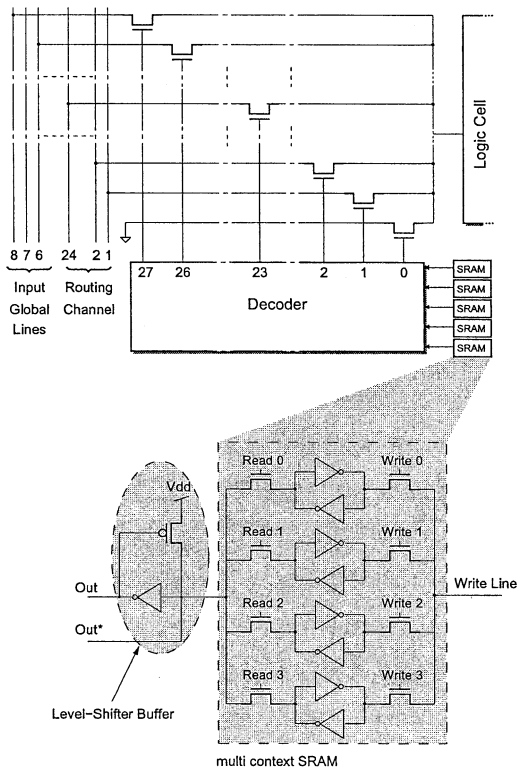 Logic Cell
8 7 6 24 2 1
Input Global Lines
Routing Channel
27 26 23 2 1 0
Decoder
SRAM
SRAM
SRAM
SRAM
SRAM
Read 0
Write 0
Vdd
Read 1
Write 1
Out
Write Line
Read 2
Write 2
Out*
Read 3
Write 3
Level-Shifter Buffer
multi context SRAM